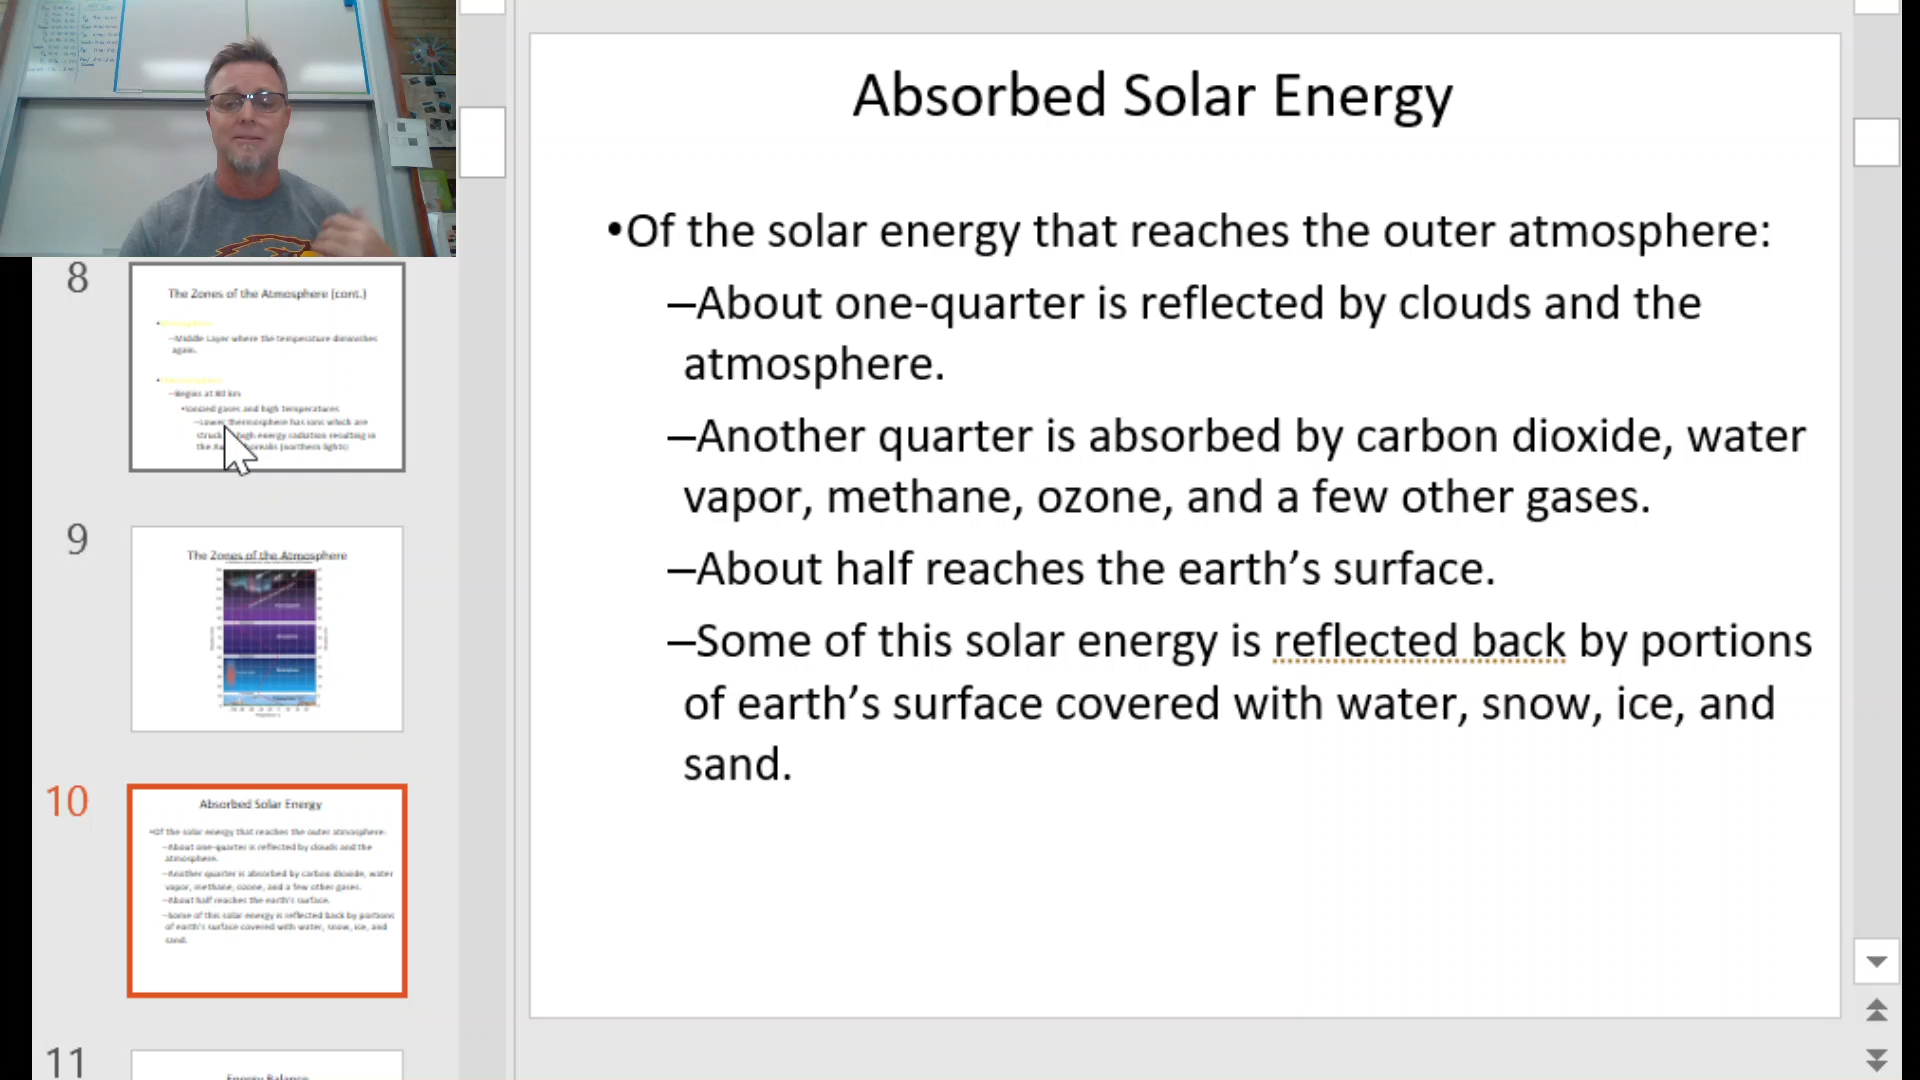 Absorbed Solar Energy
•Of the solar energy that reaches the outer atmosphere:
–About one-quarter is reflected by clouds and the
atmosphere.
–Another quarter is absorbed by carbon dioxide, water
vapor, methane, ozone, and a few other gases.
–About half reaches the earth’s surface.
–Some of this solar energy is reflected back by portions
of earth’s surface covered with water, snow, ice, and
sand.
8
The Zones of the Atmosphere (cont.)
–Middle Layer where the temperature diminishes
again.
–Begins at 80 km
•Ionized gases and high temperatures
–Lower thermosphere has ions which are
high energy radiation resulting in
the (northern lights)
9
The Zones of the Atmosphere
10
Absorbed Solar Energy
•Of the solar energy that reaches the outer atmosphere:
–About one-quarter is reflected by clouds and the
atmosphere.
–Another quarter is absorbed by carbon dioxide, water
vapor, methane, ozone, and a few other gases.
–About half reaches the earth’s surface.
–Some of this solar energy is reflected back by portions
of earth’s surface covered with water, snow, ice, and
sand.
11
Energy Balance